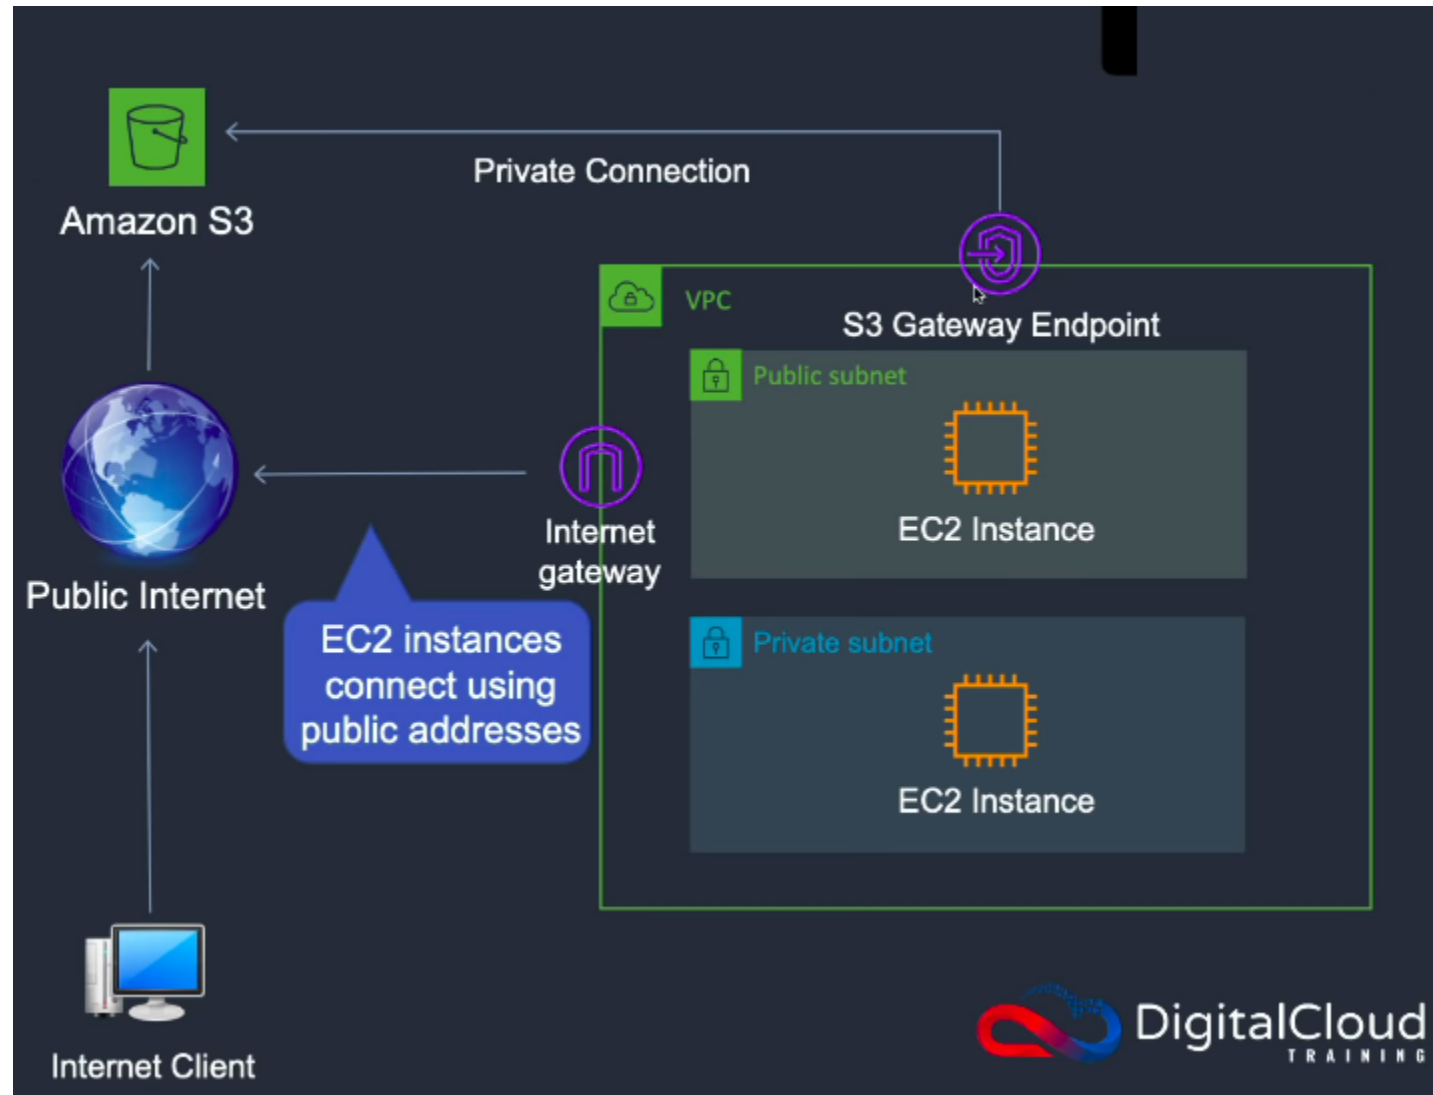 Private Connection
Amazon S3
VPC
S3 Gateway Endpoint
Public subnet
EC2 Instance
Internet
gateway
Public Internet
EC2 instances
connect using
public addresses
Private subnet
EC2 Instance
Internet Client
DigitalCloud
TRAINING